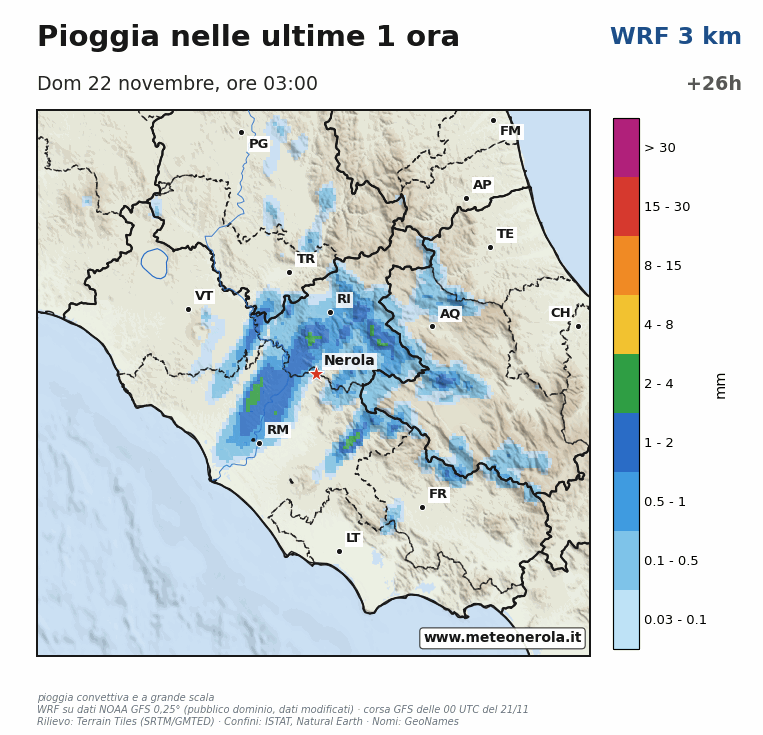 Pioggia nelle ultime 1 ora
WRF 3 km
Dom 22 novembre, ore 03:00
+26h
FM
PG
AP
TE
TR
VT
RI
AQ
CH
Nerola
RM
FR
LT
www.meteonerola.it
> 30
15 - 30
8 - 15
4 - 8
2 - 4
1 - 2
0.5 - 1
0.1 - 0.5
0.03 - 0.1
mm
pioggia convettiva e a grande scala
WRF su dati NOAA GFS 0,25° (pubblico dominio, dati modificati) · corsa GFS delle 00 UTC del 21/11
Rilievo: Terrain Tiles (SRTM/GMTED) · Confini: ISTAT, Natural Earth · Nomi: GeoNames